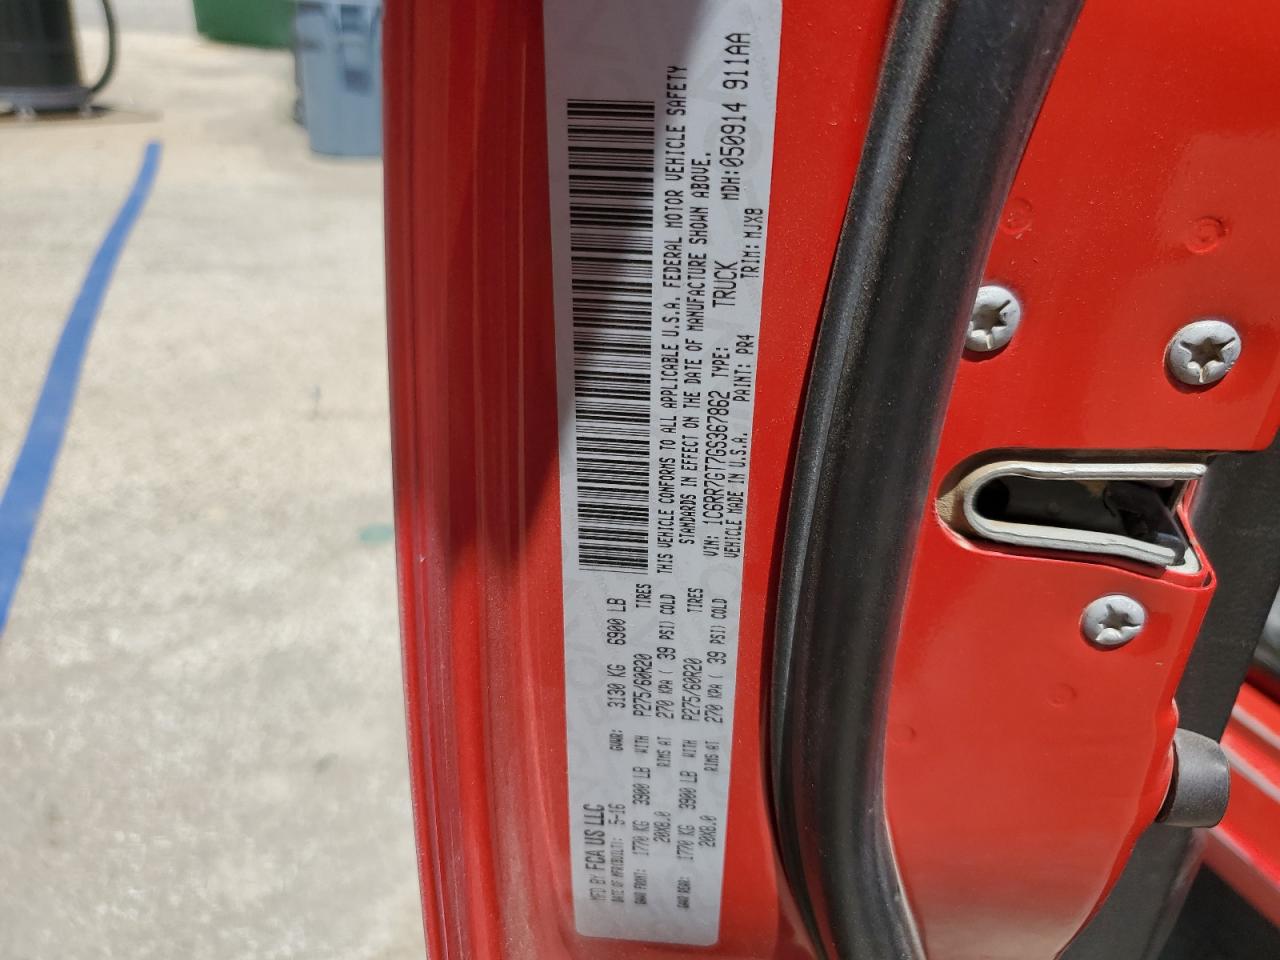 MFD BY FCA US LLC
DATE OF MFR(BUILT): 5-16 GVWR: 3130 KG 6900 LB
GAWR FRONT: 1770 KG 3900 LB WITH P275/60R20 TIRES
20X8.0 RIMS AT 270 KPA ( 39 PSI) COLD
GAWR REAR: 1770 KG 3900 LB WITH P275/60R20 TIRES
20X8.0 RIMS AT 270 KPA ( 39 PSI) COLD
THIS VEHICLE CONFORMS TO ALL APPLICABLE U.S.A. FEDERAL MOTOR VEHICLE SAFETY
STANDARDS IN EFFECT ON THE DATE OF MANUFACTURE SHOWN ABOVE.
VIN: 1C6RR7GT7GS367862 TYPE: TRUCK MDH:050914 911AA
VEHICLE MADE IN U.S.A. PAINT: PR4 TRIM: MJX8